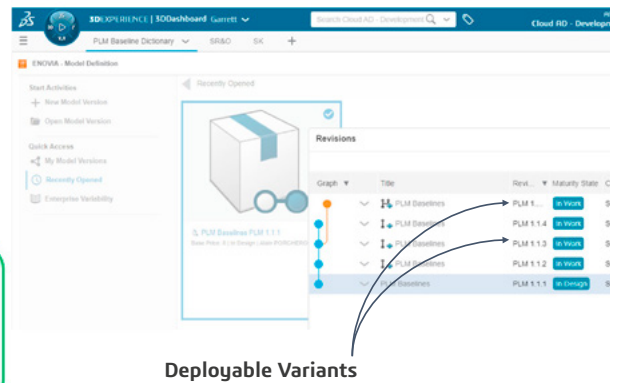 3DEXPERIENCE | 3DDashboard Garrett
Search Cloud AD - Development
Cloud AD - Develop
PLM Baseline Dictionary
SR&O
SK
ENOVIA - Model Definition
Start Activities
New Model Version
Open Model Version
Quick Access
My Model Versions
Recently Opened
Enterprise Variability
Recently Opened
PLM Baselines PLM 1.1.1
Revisions
Graph Title Revi... Maturity State
PLM Baselines PLM 1... In Work
PLM Baselines PLM 1.1.4 In Work
PLM Baselines PLM 1.1.3 In Work
PLM Baselines PLM 1.1.2 In Work
PLM Baselines PLM 1.1.1 In Design
Deployable Variants